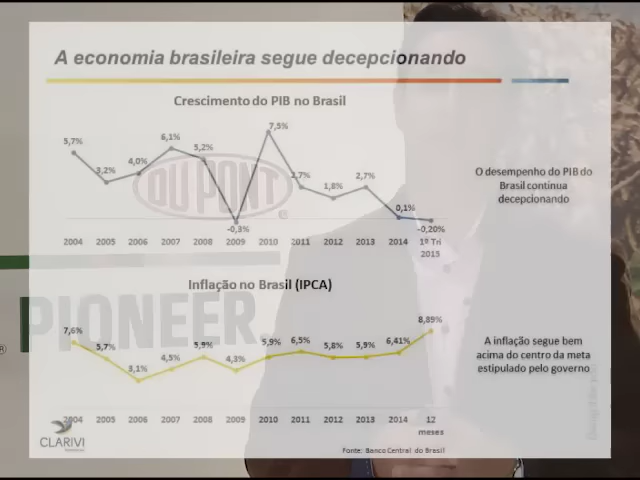 A economia brasileira segue decepcionando
Crescimento do PIB no Brasil
5,7% 3,2% 4,0% 6,1% 5,2% -0,3% 7,5% 2,7% 1,8% 2,7% 0,1% -0,20%
2004 2005 2006 2007 2008 2009 2010 2011 2012 2013 2014 1º Tri
2015
O desempenho do PIB do
Brasil continua
decepcionando
DU PONT
®
PIONEER.
®
Inflação no Brasil (IPCA)
7,6% 5,7% 3,1% 4,5% 5,9% 4,3% 5,9% 6,5% 5,8% 5,9% 6,41% 8,89%
2004 2005 2006 2007 2008 2009 2010 2011 2012 2013 2014 12
meses
A inflação segue bem
acima do centro da meta
estipulado pelo governo
CLARIVI
Fonte: Banco Central do Brasil